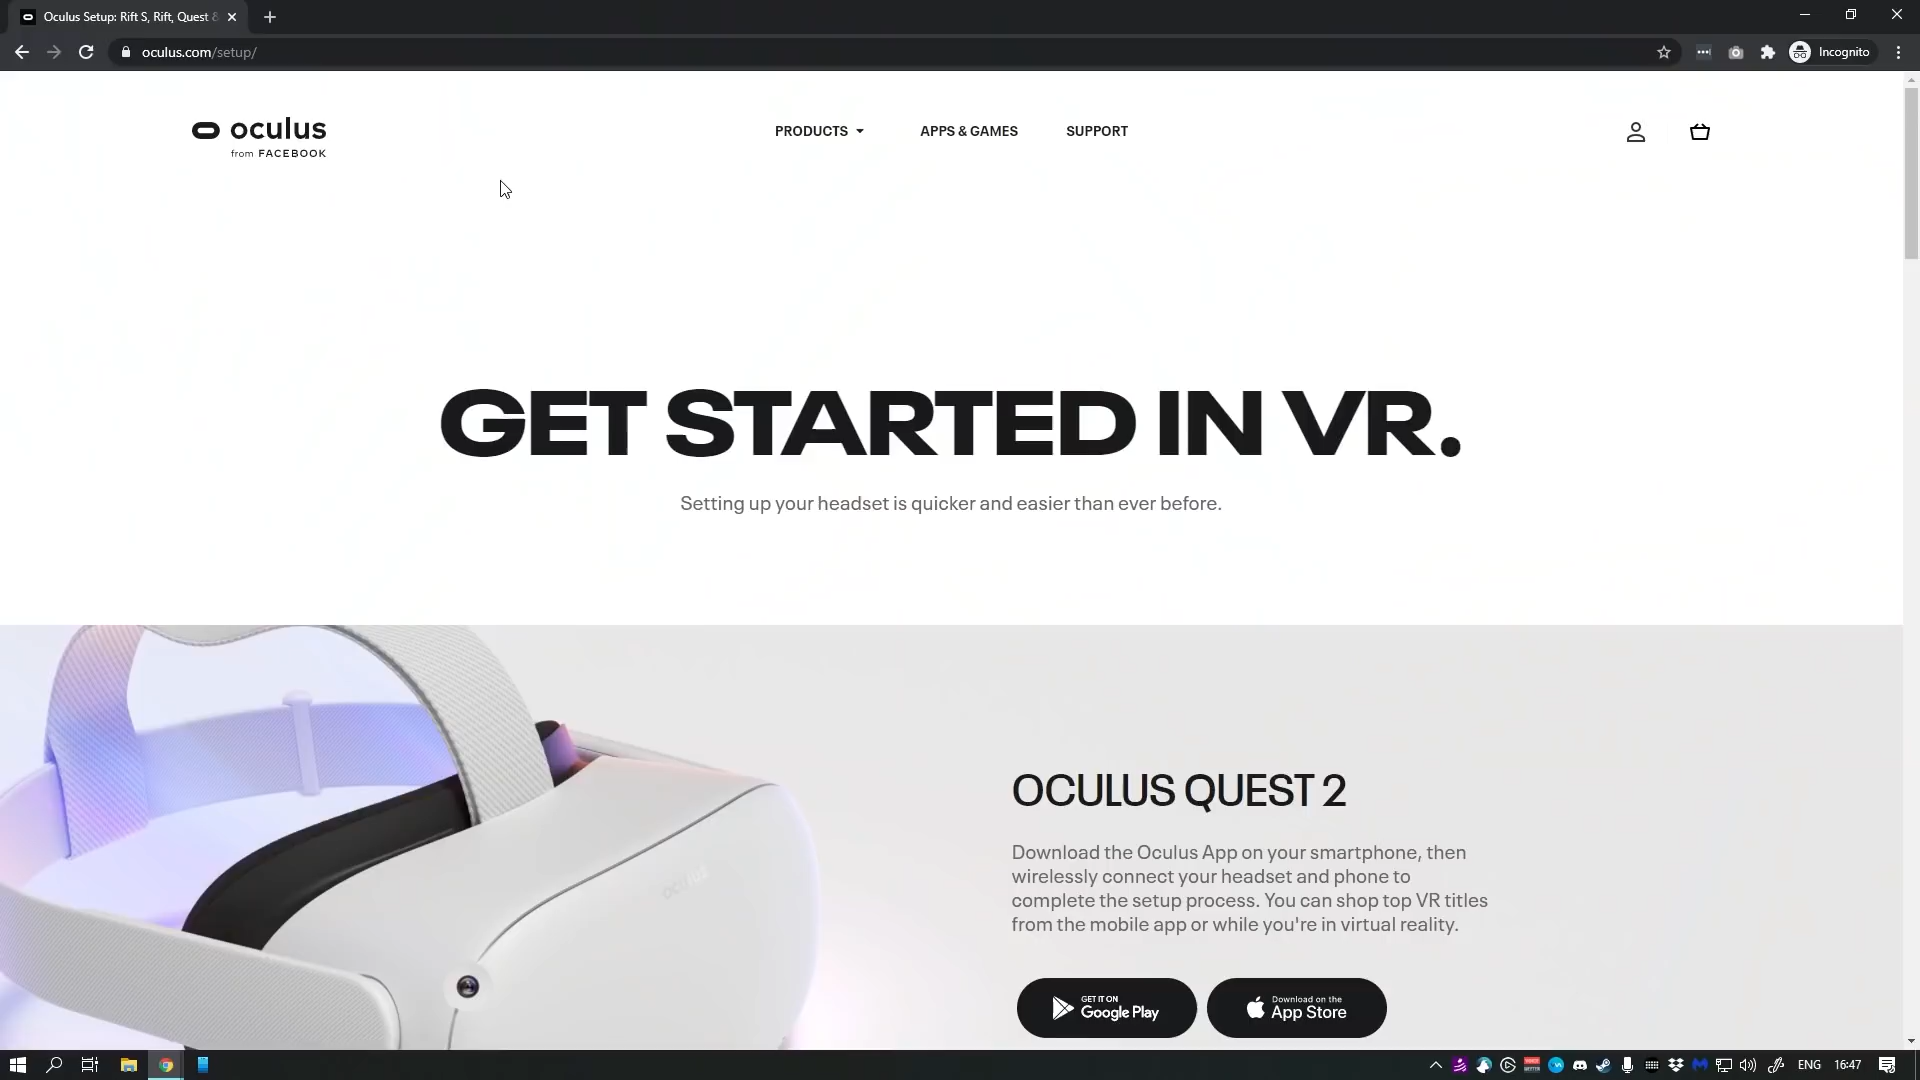 Oculus Setup: Rift S, Rift, Quest &
oculus.com/setup/
Incognito
oculus
from FACEBOOK
PRODUCTS
APPS & GAMES
SUPPORT
GET STARTED IN VR.
Setting up your headset is quicker and easier than ever before.
oculus
OCULUS QUEST 2
Download the Oculus App on your smartphone, then
wirelessly connect your headset and phone to
complete the setup process. You can shop top VR titles
from the mobile app or while you're in virtual reality.
GET IT ON
Google Play
Download on the
App Store
ENG
16:47